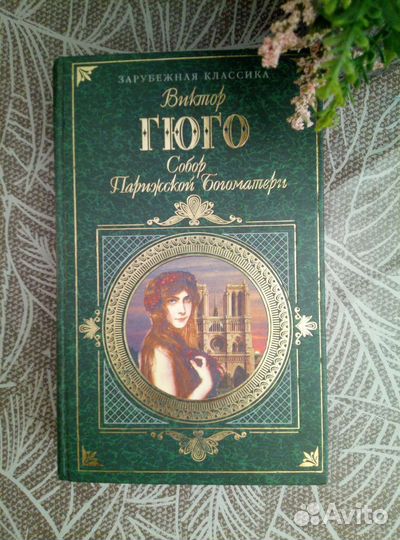 ЗАРУБЕЖНАЯ КЛАССИКА
Виктор
ГЮГО
Собор
Парижской Богоматери
Avito